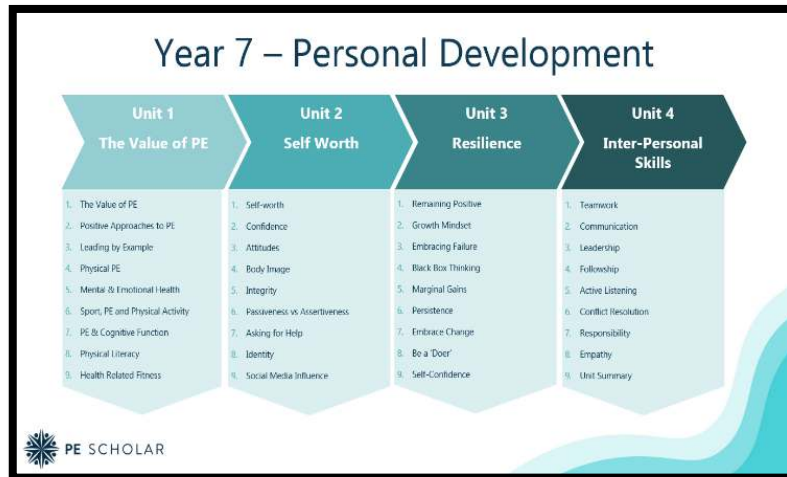 Year 7 – Personal Development
Unit 1
The Value of PE
1. The Value of PE
2. Positive Approaches to PE
3. Leading by Example
4. Physical PE
5. Mental & Emotional Health
6. Sport, PE and Physical Activity
7. PE & Cognitive Function
8. Physical Literacy
9. Health Related Fitness
Unit 2
Self Worth
1. Self-worth
2. Confidence
3. Attitudes
4. Body Image
5. Integrity
6. Passiveness vs Assertiveness
7. Asking for Help
8. Identity
9. Social Media Influence
Unit 3
Resilience
1. Remaining Positive
2. Growth Mindset
3. Embracing Failure
4. Black Box Thinking
5. Marginal Gains
6. Persistence
7. Embrace Change
8. Be a 'Doer'
9. Self-Confidence
Unit 4
Inter-Personal
Skills
1. Teamwork
2. Communication
3. Leadership
4. Followship
5. Active Listening
6. Conflict Resolution
7. Responsibility
8. Empathy
9. Unit Summary
PE SCHOLAR